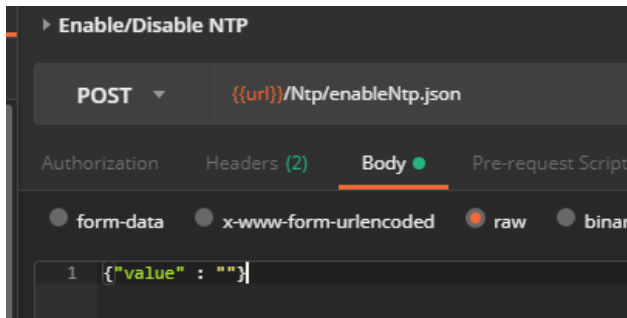 Enable/Disable NTP
POST {{url}}/Ntp/enableNtp.json
Authorization Headers (2) Body Pre-request Script
form-data x-www-form-urlencoded raw binar
1 {"value" : ""}